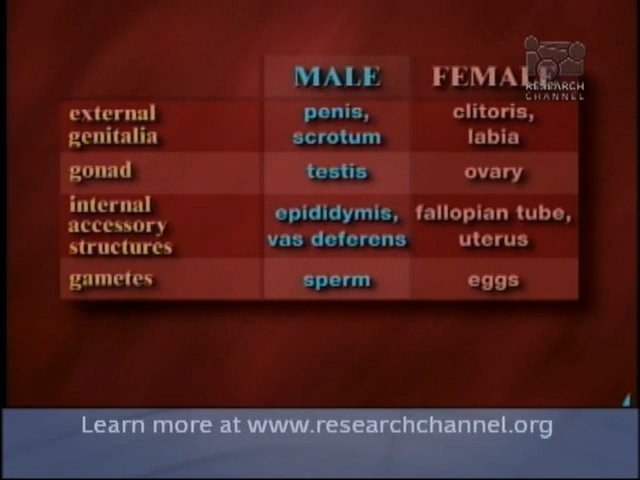 MALE FEMALE
RESEARCH
CHANNEL
external penis, clitoris,
genitalia scrotum labia
gonad testis ovary
internal
accessory epididymis, fallopian tube,
structures vas deferens uterus
gametes sperm eggs
Learn more at www.researchchannel.org